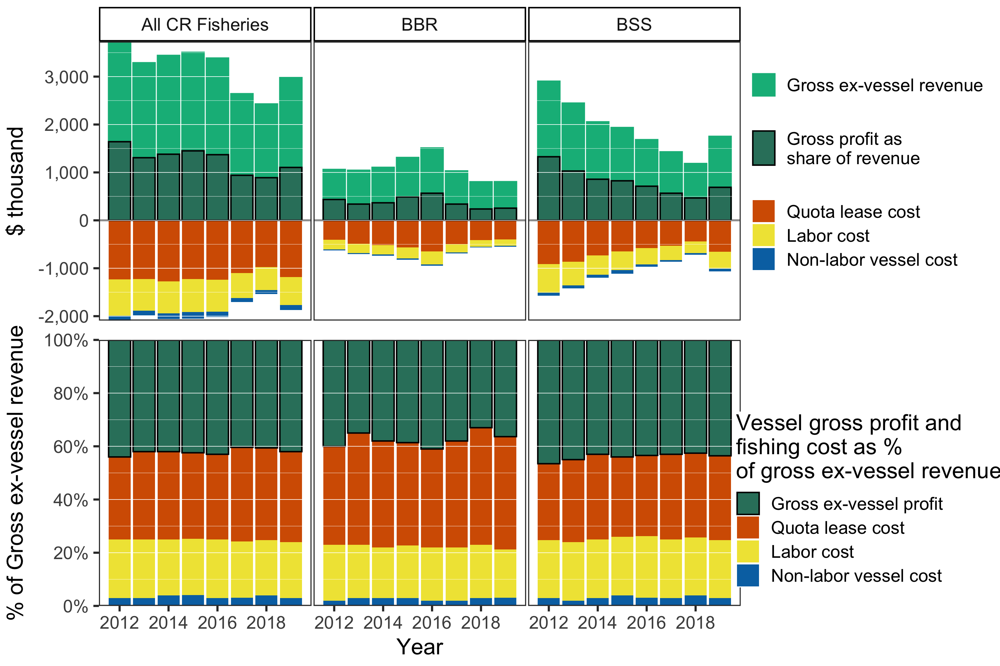 All CR Fisheries
BBR
BSS
$ thousand
3,000
2,000
1,000
0
-1,000
-2,000
Gross ex-vessel revenue
Gross profit as
share of revenue
Quota lease cost
Labor cost
Non-labor vessel cost
% of Gross ex-vessel revenue
100%
80%
60%
40%
20%
0%
Vessel gross profit and
fishing cost as %
of gross ex-vessel revenue
Gross ex-vessel profit
Quota lease cost
Labor cost
Non-labor vessel cost
2012 2014 2016 2018
2012 2014 2016 2018
2012 2014 2016 2018
Year